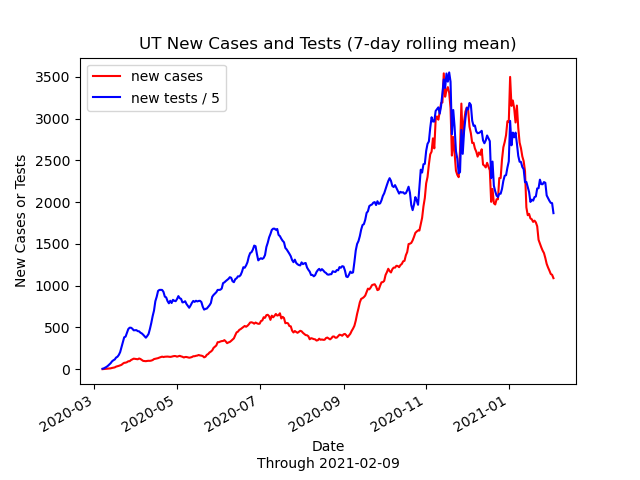 UT New Cases and Tests (7-day rolling mean)
new cases
new tests / 5
New Cases or Tests
3500
3000
2500
2000
1500
1000
500
0
2020-03
2020-05
2020-07
2020-09
2020-11
2021-01
Date
Through 2021-02-09